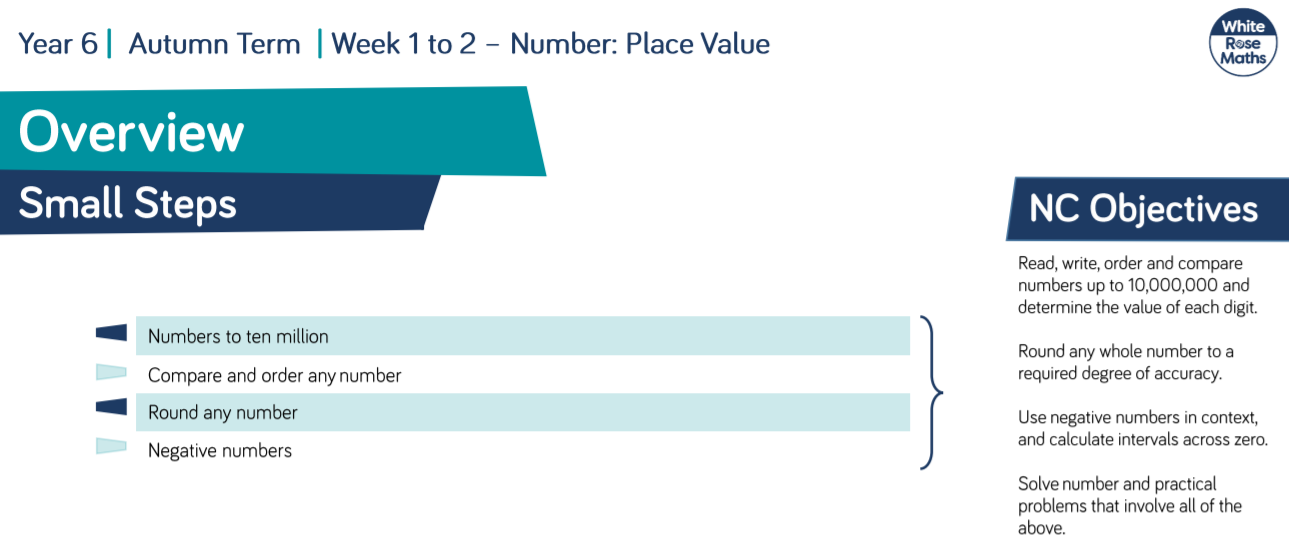 Year 6 | Autumn Term | Week 1 to 2 – Number: Place Value
White
Rose
Maths
Overview
Small Steps
Numbers to ten million
Compare and order any number
Round any number
Negative numbers
NC Objectives
Read, write, order and compare
numbers up to 10,000,000 and
determine the value of each digit.
Round any whole number to a
required degree of accuracy.
Use negative numbers in context,
and calculate intervals across zero.
Solve number and practical
problems that involve all of the
above.